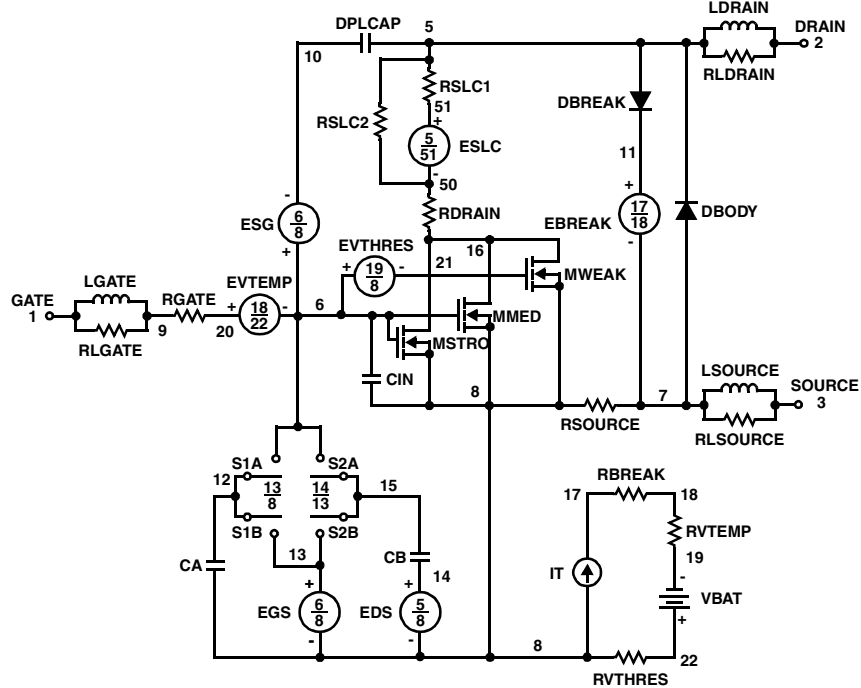 LDRAIN
DPLCAP
5
DRAIN
2
10
RLDRAIN
RSLC1
51
+
RSLC2
DBREAK
5
51
ESLC
-
50
11
-
+
RDRAIN
ESG
6
8
+
EBREAK
17
18
-
DBODY
EVTHRES
16
21
+
19
8
-
MWEAK
LGATE
EVTEMP
GATE
1
RGATE
+
18
22
-
6
MMED
9
20
RLGATE
MSTRO
CIN
LSOURCE
8
7
SOURCE
3
RSOURCE
RLSOURCE
S1A
S2A
12
13
8
14
13
15
RBREAK
17
18
S1B
S2B
RVTEMP
13
CB
19
CA
14
IT
-
+
+
VBAT
EGS
6
8
EDS
5
8
+
-
-
8
22
RVTHRES